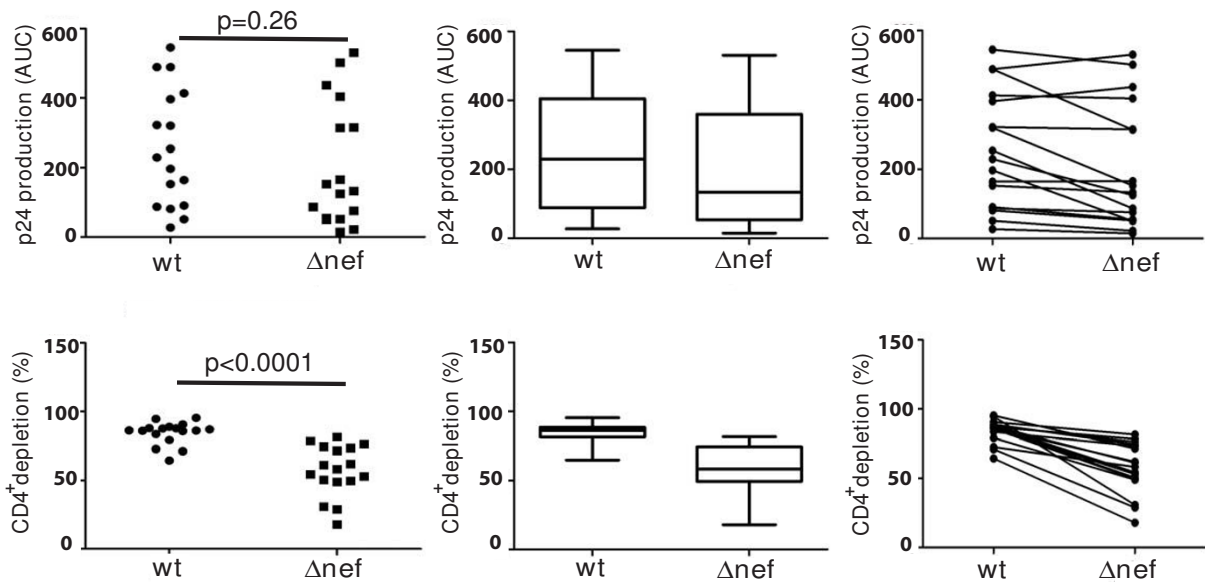 p=0.26
p24 production (AUC)
600
400
200
0
wt
Δnef
p24 production (AUC)
600
400
200
0
wt
Δnef
p24 production (AUC)
600
400
200
0
wt
Δnef
p<0.0001
CD4+depletion (%)
150
100
50
0
wt
Δnef
CD4+depletion (%)
150
100
50
0
wt
Δnef
CD4+depletion (%)
150
100
50
0
wt
Δnef